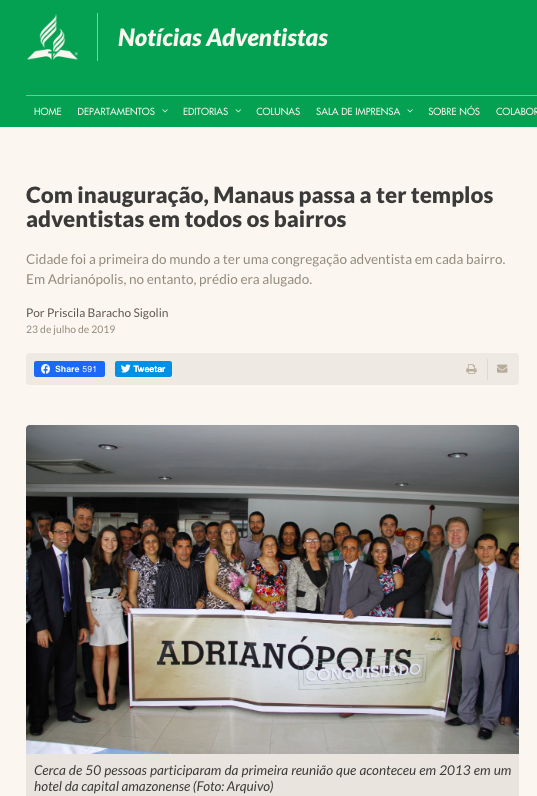 Notícias Adventistas
HOME DEPARTAMENTOS EDITORIAS COLUNAS SALA DE IMPRENSA SOBRE NÓS COLABOR
Com inauguração, Manaus passa a ter templos
adventistas em todos os bairros
Cidade foi a primeira do mundo a ter uma congregação adventista em cada bairro.
Em Adrianópolis, no entanto, prédio era alugado.
Por Priscila Baracho Sigolin
23 de julho de 2019
Share 591 Tweetar
ADRIANÓPOLIS
CONQUISTADO
Cerca de 50 pessoas participaram da primeira reunião que aconteceu em 2013 em um
hotel da capital amazonense (Foto: Arquivo)